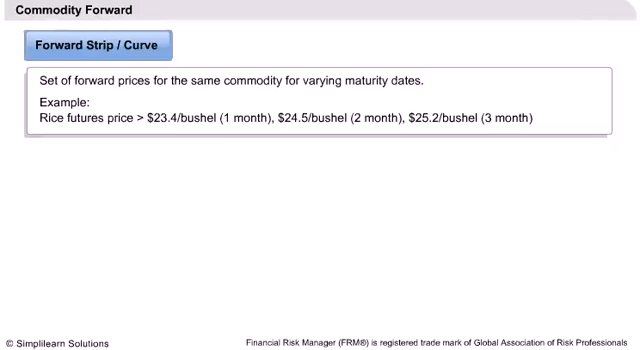 Commodity Forward
Forward Strip / Curve
Set of forward prices for the same commodity for varying maturity dates.
Example:
Rice futures price > $23.4/bushel (1 month), $24.5/bushel (2 month), $25.2/bushel (3 month)
© Simplilearn Solutions
Financial Risk Manager (FRM®) is registered trade mark of Global Association of Risk Professionals